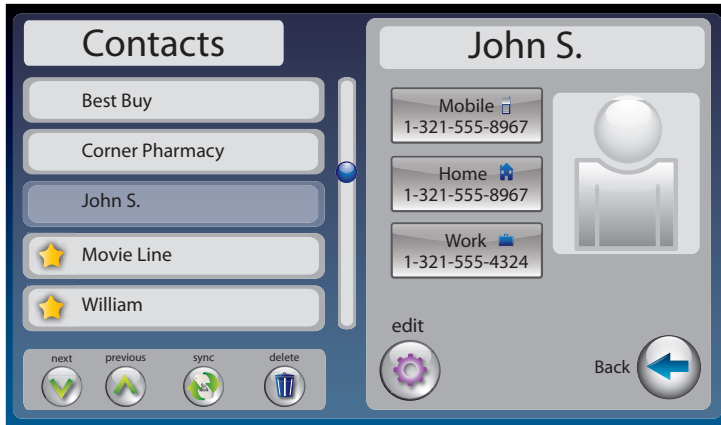 Contacts
Best Buy
Corner Pharmacy
John S.
Movie Line
William
next previous sync delete
John S.
Mobile
1-321-555-8967
Home
1-321-555-8967
Work
1-321-555-4324
edit
Back